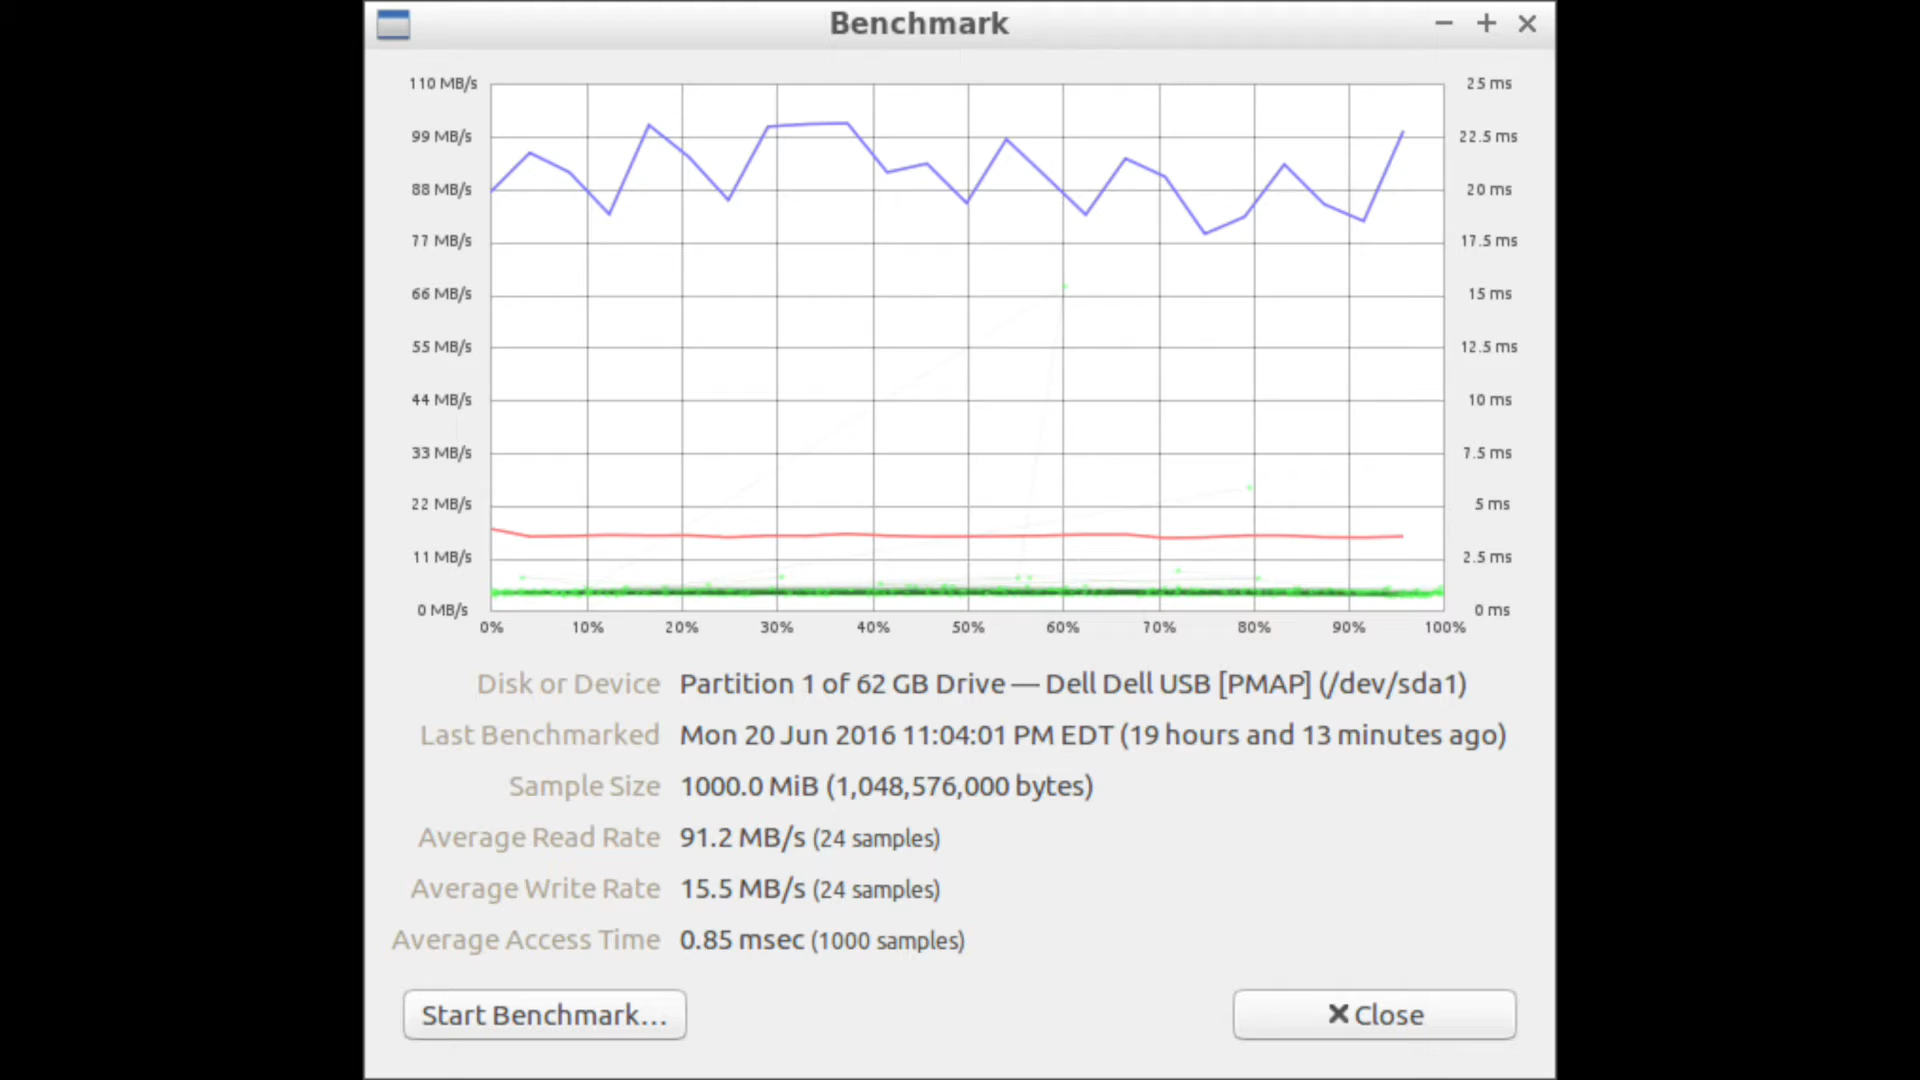 Benchmark
110 MB/s 25 ms
99 MB/s 22.5 ms
88 MB/s 20 ms
77 MB/s 17.5 ms
66 MB/s 15 ms
55 MB/s 12.5 ms
44 MB/s 10 ms
33 MB/s 7.5 ms
22 MB/s 5 ms
11 MB/s 2.5 ms
0 MB/s 0 ms
0% 10% 20% 30% 40% 50% 60% 70% 80% 90% 100%
Disk or Device Partition 1 of 62 GB Drive — Dell Dell USB [PMAP] (/dev/sda1)
Last Benchmarked Mon 20 Jun 2016 11:04:01 PM EDT (19 hours and 13 minutes ago)
Sample Size 1000.0 MiB (1,048,576,000 bytes)
Average Read Rate 91.2 MB/s (24 samples)
Average Write Rate 15.5 MB/s (24 samples)
Average Access Time 0.85 msec (1000 samples)
Start Benchmark... Close